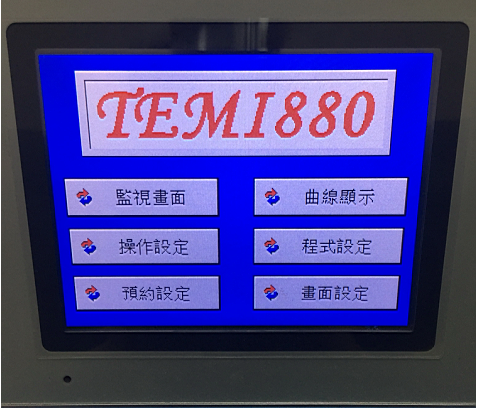 TEMI880
監視畫面
曲線顯示
操作設定
程式設定
預約設定
畫面設定